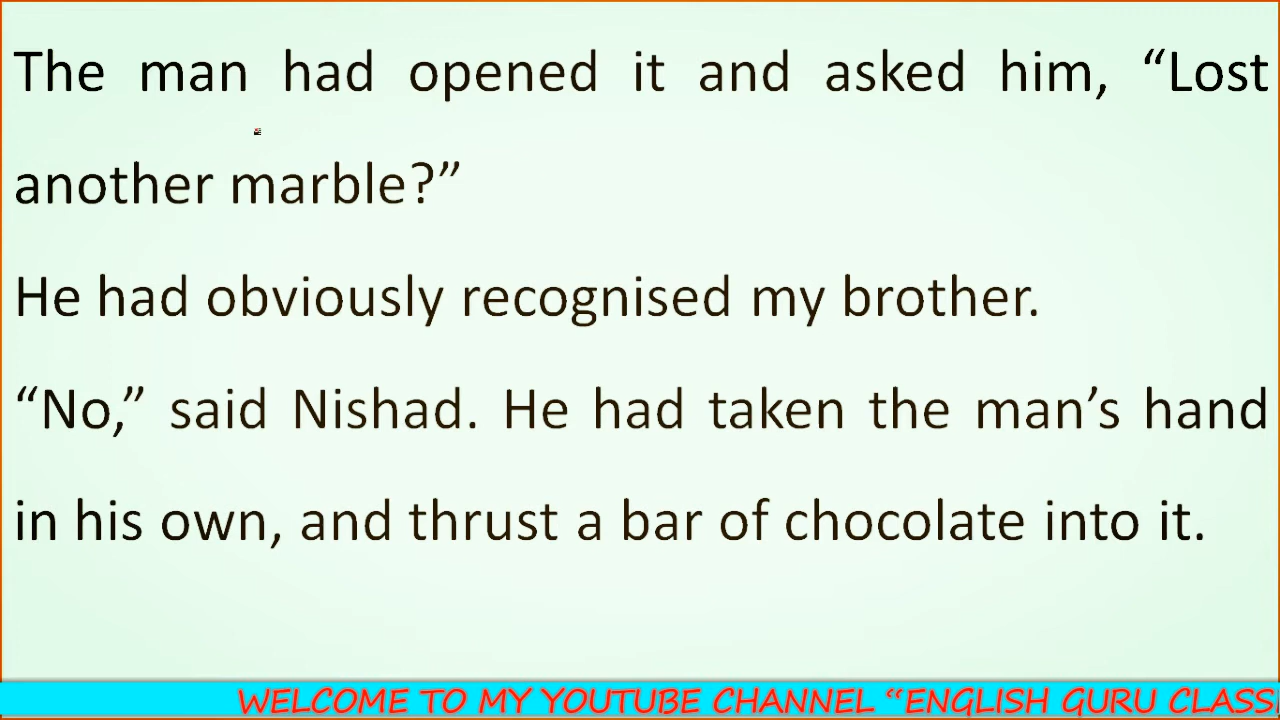 The man had opened it and asked him, “Lost
another marble?”
He had obviously recognised my brother.
“No,” said Nishad. He had taken the man’s hand
in his own, and thrust a bar of chocolate into it.
WELCOME TO MY YOUTUBE CHANNEL “ENGLISH GURU CLASS